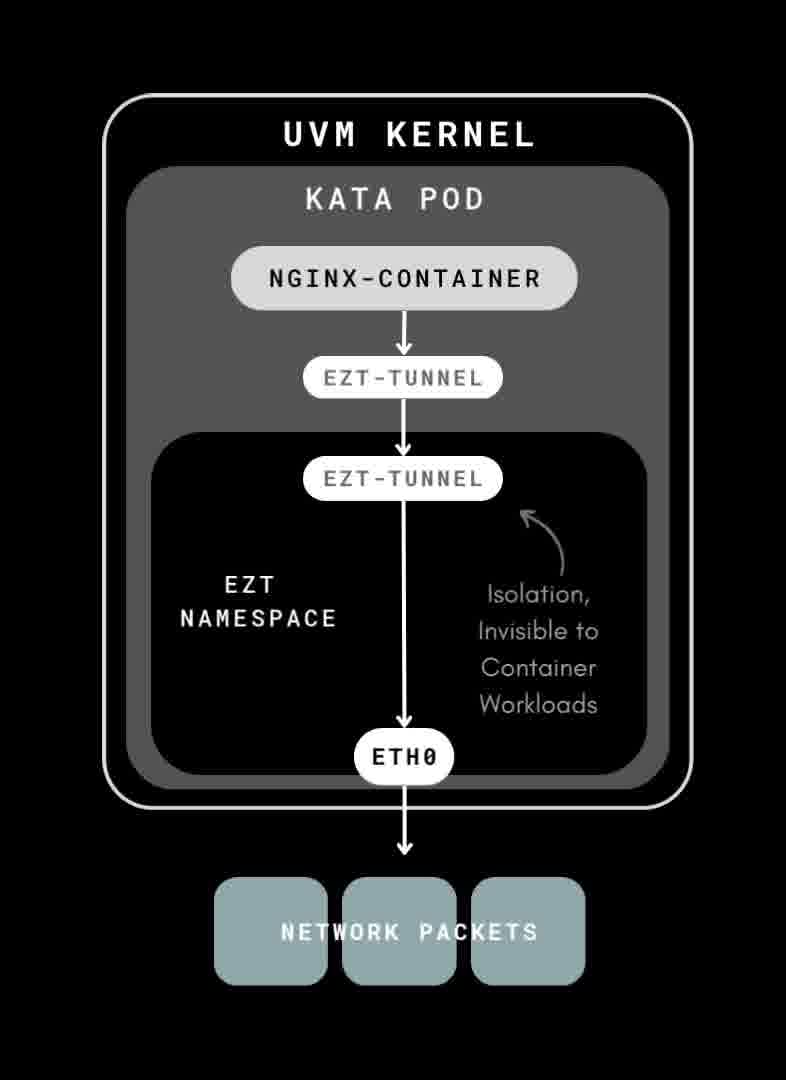 UVM KERNEL
KATA POD
NGINX-CONTAINER
EZT-TUNNEL
EZT-TUNNEL
EZT
NAMESPACE
Isolation,
Invisible to
Container
Workloads
ETH0
NETWORK PACKETS